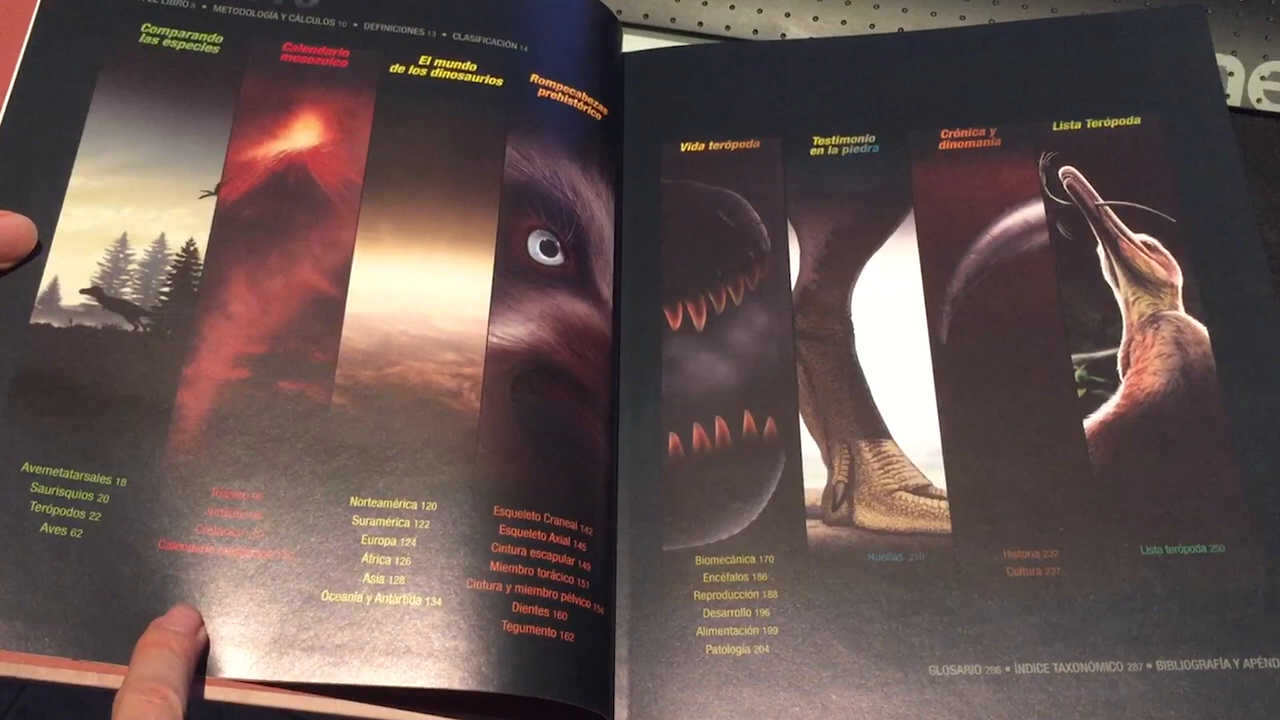 EL LIBRO 8 • METODOLOGÍA Y CÁLCULOS 10 • DEFINICIONES 13 • CLASIFICACIÓN 14
Comparando
las especies
Calendario
mesozoico
El mundo
de los dinosaurios
Rompecabezas
prehistórico
Avemetatarsales 18
Saurisquios 20
Terópodos 22
Aves 62
Calendario
Norteamérica 120
Suramérica 122
Europa 124
África 126
Asia 128
Oceanía y Antártida 134
Esqueleto Craneal 142
Esqueleto Axial 145
Cintura escapular 149
Miembro torácico 151
Cintura y miembro pélvico 154
Dientes 160
Tegumento 162
Vida terópoda
Testimonio
en la piedra
Crónica y
dinomanía
Lista Terópoda
Biomecánica 170
Encéfalos 186
Reproducción 188
Desarrollo 196
Alimentación 199
Patología 204
Huellas 210
Historia 232
Cultura 237
Lista terópoda 250
GLOSARIO 286 • ÍNDICE TAXONÓMICO 287 • BIBLIOGRAFÍA Y APÉND